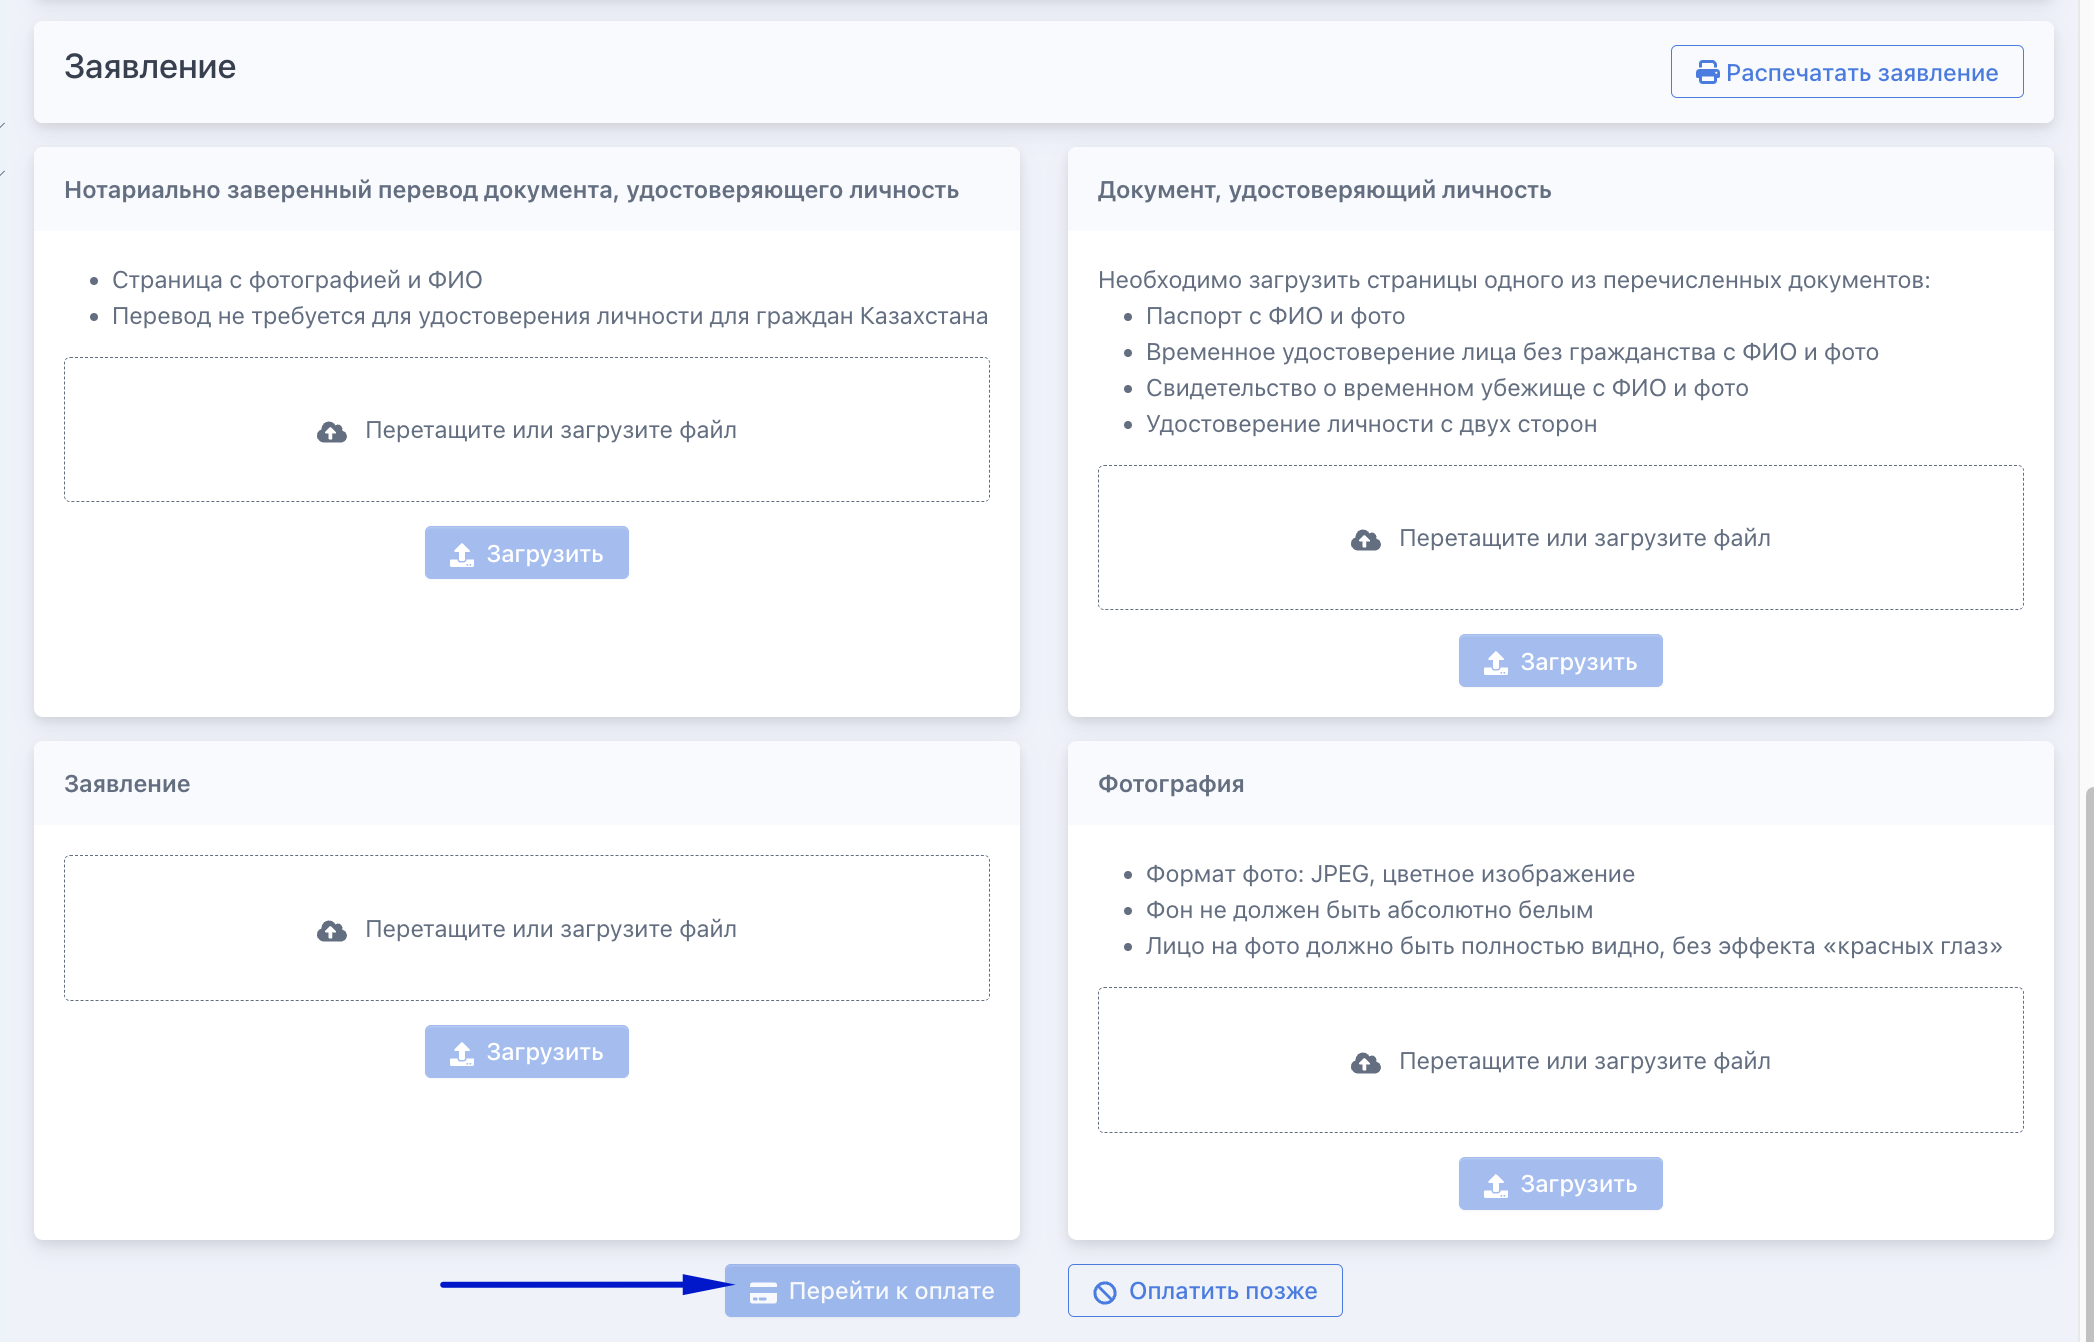 Заявление
Распечатать заявление
Нотариально заверенный перевод документа, удостоверяющего личность
Страница с фотографией и ФИО
Перевод не требуется для удостоверения личности для граждан Казахстана
Перетащите или загрузите файл
Загрузить
Документ, удостоверяющий личность
Необходимо загрузить страницы одного из перечисленных документов:
Паспорт с ФИО и фото
Временное удостоверение лица без гражданства с ФИО и фото
Свидетельство о временном убежище с ФИО и фото
Удостоверение личности с двух сторон
Перетащите или загрузите файл
Загрузить
Заявление
Перетащите или загрузите файл
Загрузить
Фотография
Формат фото: JPEG, цветное изображение
Фон не должен быть абсолютно белым
Лицо на фото должно быть полностью видно, без эффекта «красных глаз»
Перетащите или загрузите файл
Загрузить
Перейти к оплате
Оплатить позже